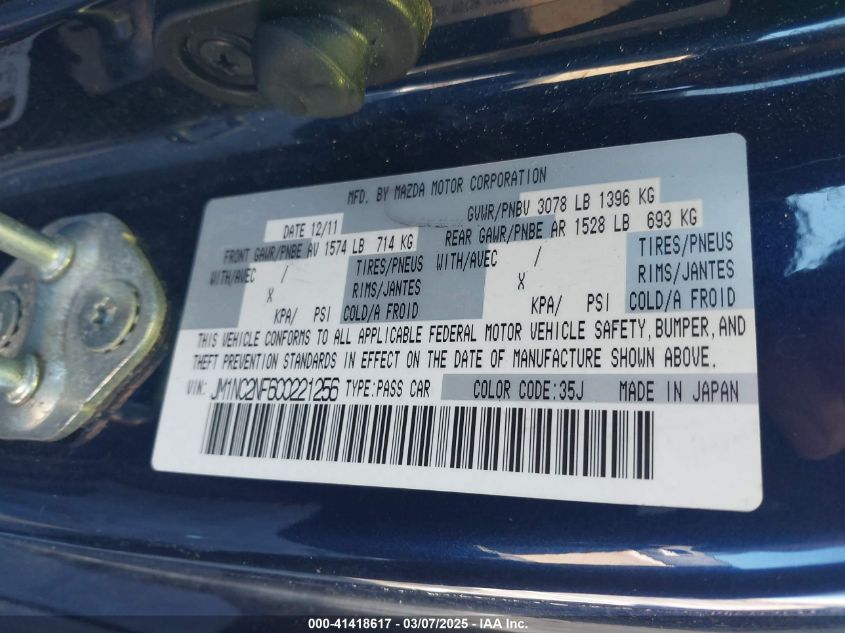 MFD. BY MAZDA MOTOR CORPORATION
DATE 12/11 GVWR/PNBV 3078 LB 1396 KG
FRONT GAWR/PNBE AV 1574 LB 714 KG REAR GAWR/PNBE AR 1528 LB 693 KG
WITH/AVEC / TIRES/PNEUS WITH/AVEC / TIRES/PNEUS
X RIMS/JANTES X RIMS/JANTES
KPA/ PSI COLD/A FROID KPA/ PSI COLD/A FROID
THIS VEHICLE CONFORMS TO ALL APPLICABLE FEDERAL MOTOR VEHICLE SAFETY, BUMPER, AND
THEFT PREVENTION STANDARDS IN EFFECT ON THE DATE OF MANUFACTURE SHOWN ABOVE.
VIN: JM1NC2NF6C0221256 TYPE:PASS CAR COLOR CODE:35J MADE IN JAPAN
000-41418617 - 03/07/2025 - IAA Inc.